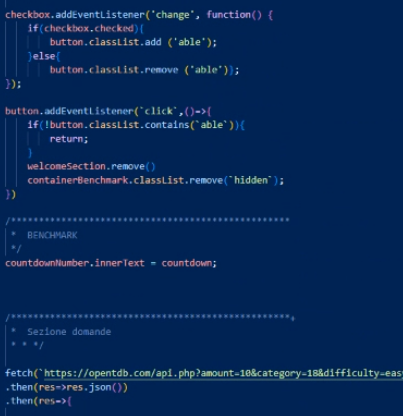 checkbox.addEventListener('change', function() {
if(checkbox.checked){
button.classList.add ('able');
}else{
button.classList.remove ('able')};
});
button.addEventListener(`click`,()=>{
if(!button.classList.contains(`able`)){
return;
}
welcomeSection.remove()
containerBenchmark.classList.remove(`hidden`);
})
/**************************************************
* BENCHMARK
*/
countdownNumber.innerText = countdown;
/**************************************************
* Sezione domande
* * */
fetch(`https://opentdb.com/api.php?amount=10&category=18&difficulty=eas
.then(res=>res.json())
.then(res=>{